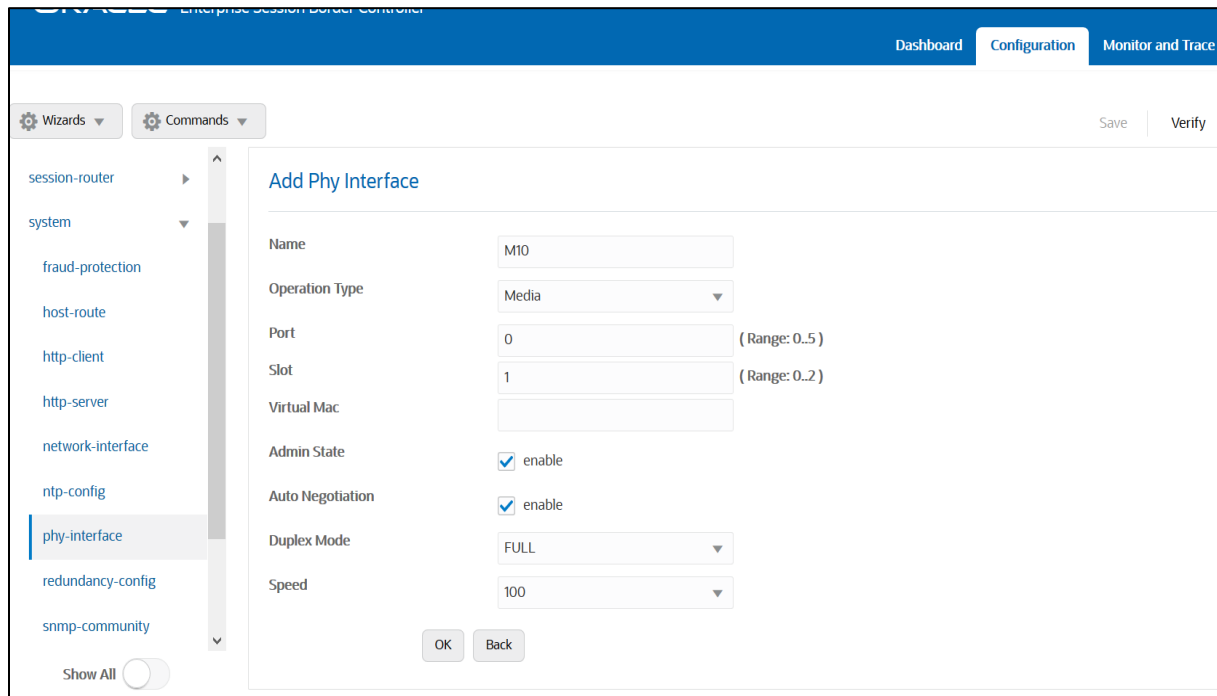 ORACLE Enterprise Session Border Controller
Dashboard Configuration Monitor and Trace
Wizards Commands Save Verify
session-router
system
fraud-protection
host-route
http-client
http-server
network-interface
ntp-config
phy-interface
redundancy-config
snmp-community
Show All
Add Phy Interface
Name M10
Operation Type Media
Port 0 ( Range: 0..5 )
Slot 1 ( Range: 0..2 )
Virtual Mac
Admin State enable
Auto Negotiation enable
Duplex Mode FULL
Speed 100
OK Back